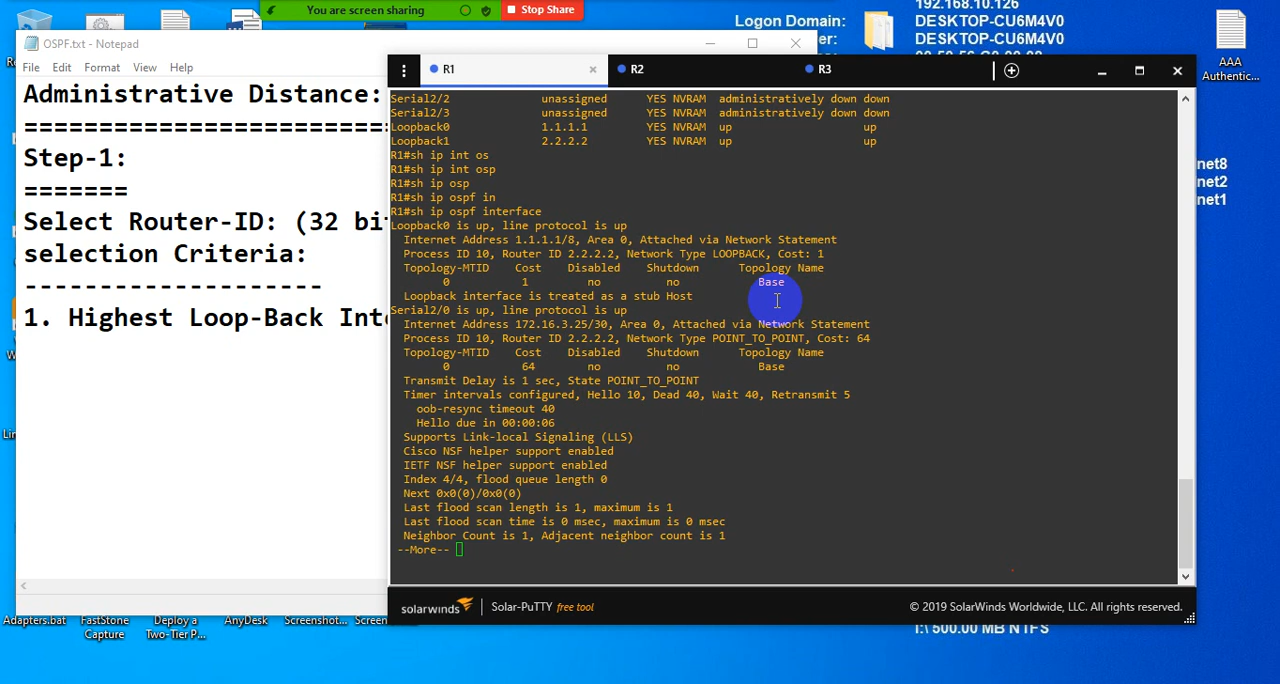 You are screen sharing
Stop Share
192.168.10.126
Logon Domain: DESKTOP-CU6M4V0
er: DESKTOP-CU6M4V0
AAA
Authentic...
OSPF.txt - Notepad
File Edit Format View Help
Administrative Distance:
===========================
Step-1:
=======
Select Router-ID: (32 bi
selection Criteria:
--------------------
1. Highest Loop-Back Int
R1
R2
R3
Serial2/2 unassigned YES NVRAM administratively down down
Serial2/3 unassigned YES NVRAM administratively down down
Loopback0 1.1.1.1 YES NVRAM up up
Loopback1 2.2.2.2 YES NVRAM up up
R1#sh ip int os
R1#sh ip int osp
R1#sh ip osp
R1#sh ip ospf in
R1#sh ip ospf interface
Loopback0 is up, line protocol is up
Internet Address 1.1.1.1/8, Area 0, Attached via Network Statement
Process ID 10, Router ID 2.2.2.2, Network Type LOOPBACK, Cost: 1
Topology-MTID Cost Disabled Shutdown Topology Name
0 1 no no Base
Loopback interface is treated as a stub Host
Serial2/0 is up, line protocol is up
Internet Address 172.16.3.25/30, Area 0, Attached via Network Statement
Process ID 10, Router ID 2.2.2.2, Network Type POINT_TO_POINT, Cost: 64
Topology-MTID Cost Disabled Shutdown Topology Name
0 64 no no Base
Transmit Delay is 1 sec, State POINT_TO_POINT
Timer intervals configured, Hello 10, Dead 40, Wait 40, Retransmit 5
oob-resync timeout 40
Hello due in 00:00:06
Supports Link-local Signaling (LLS)
Cisco NSF helper support enabled
IETF NSF helper support enabled
Index 4/4, flood queue length 0
Next 0x0(0)/0x0(0)
Last flood scan length is 1, maximum is 1
Last flood scan time is 0 msec, maximum is 0 msec
Neighbor Count is 1, Adjacent neighbor count is 1
--More--
solarwinds Solar-PuTTY free tool
© 2019 SolarWinds Worldwide, LLC. All rights reserved.
net8
net2
net1
Adapters.bat
FastStone
Capture
Deploy a
Two-Tier P...
AnyDesk
Screenshot...
Screen
I:\ 500.00 MB NTFS